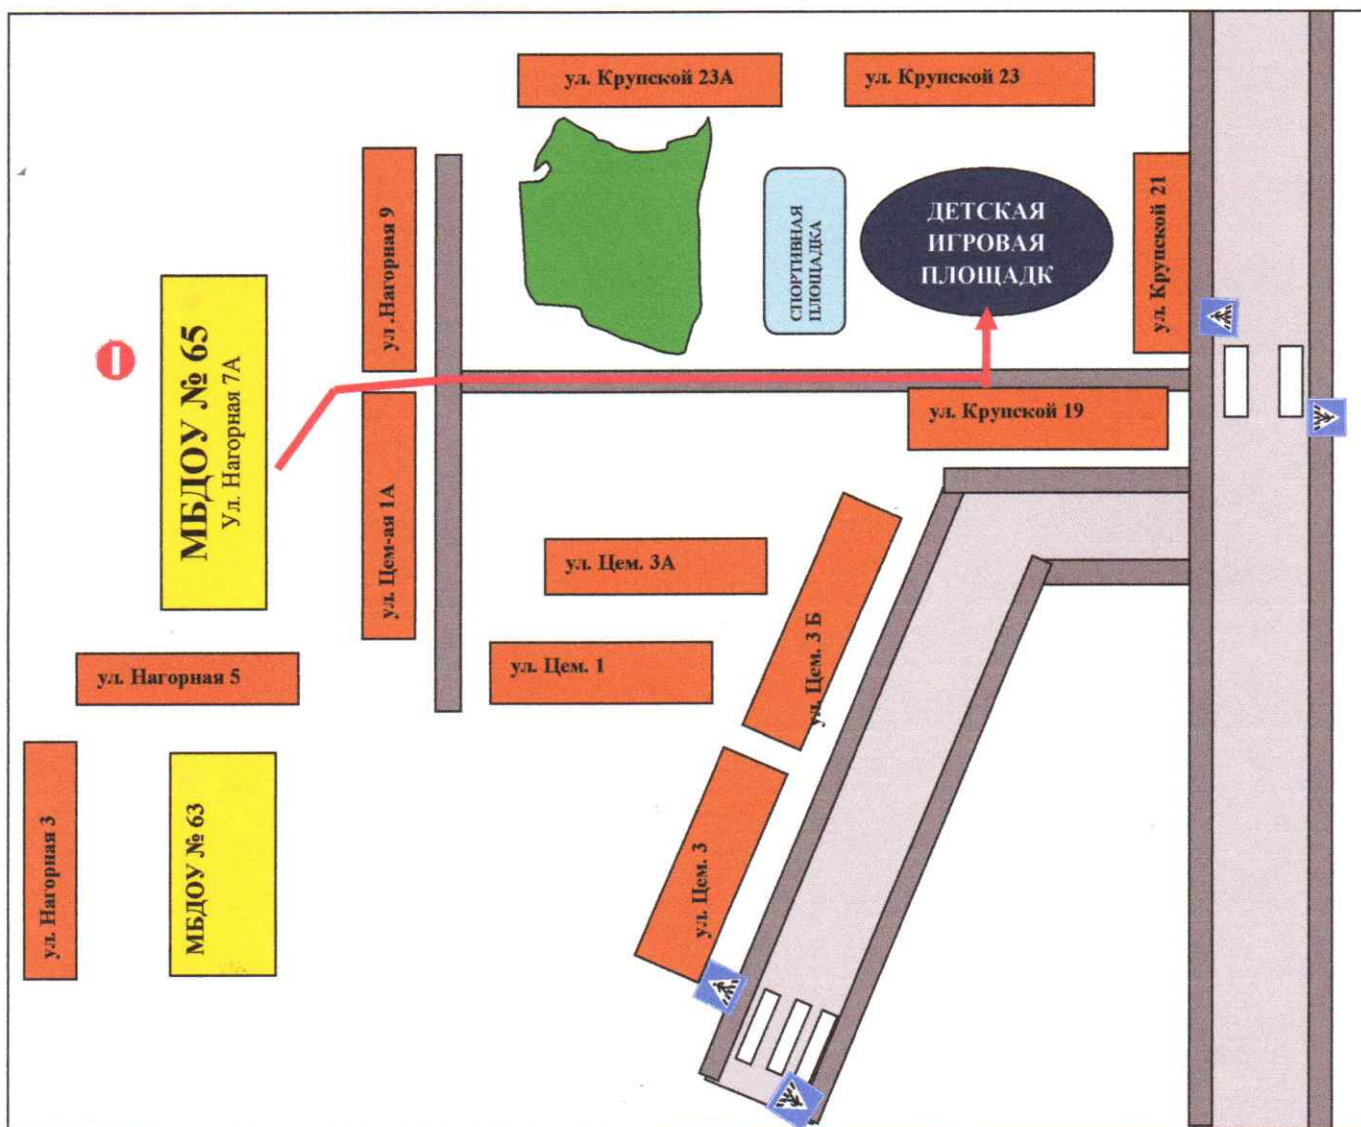 ул. Крупской 23А
ул. Крупской 23
ул .Нагорная 9
СПОРТИВНАЯ
ПЛОЩАДКА
ДЕТСКАЯ
ИГРОВАЯ
ПЛОЩАДК
ул. Крупской 21
МБДОУ № 65
Ул. Нагорная 7А
ул. Крупской 19
ул. Цем-ая 1А
ул. Цем. 3А
ул. Цем. 3 Б
ул. Нагорная 5
ул. Цем. 1
ул. Нагорная 3
МБДОУ № 63
ул. Цем. 3